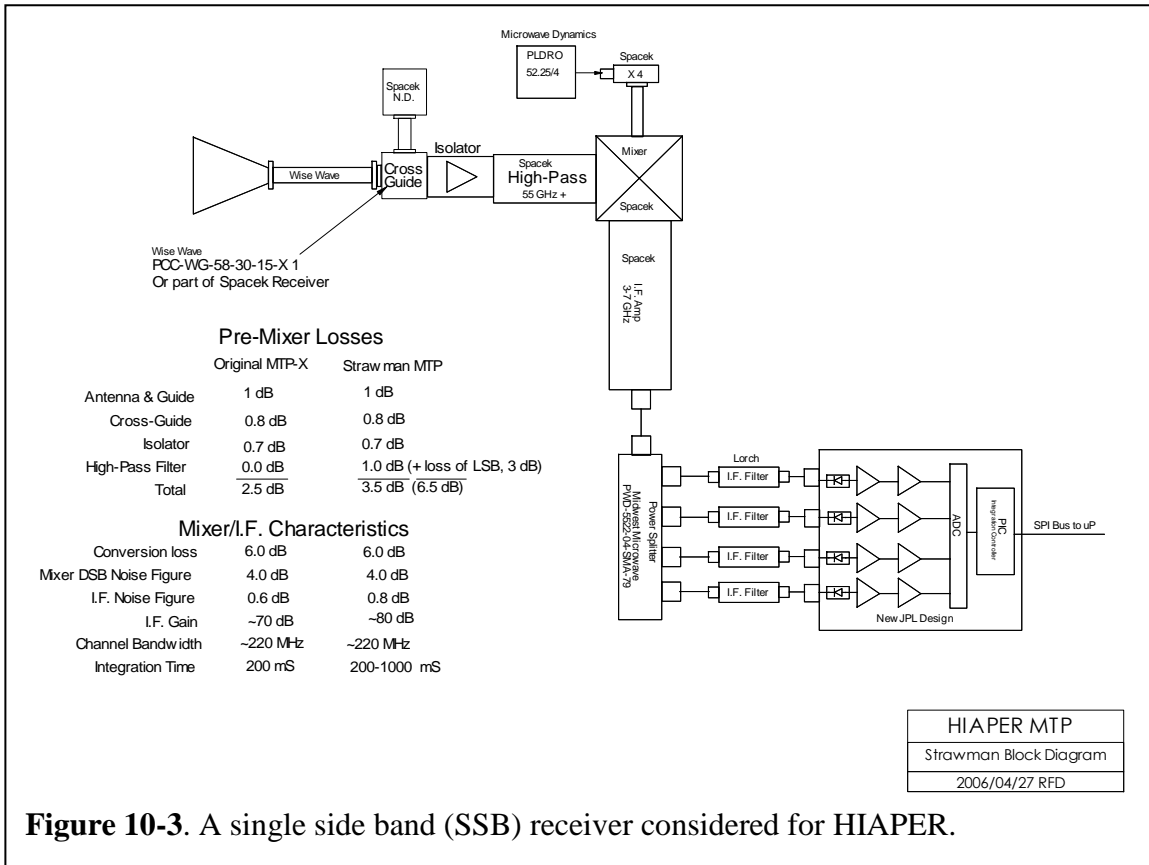 Microwave Dynamics
PLDRO
52.25/4
Spacek
X 4
Spacek
N.D.
Wise Wave
Cross
Guide
Isolator
Spacek
High-Pass
55 GHz +
Mixer
Spacek
Wise Wave
PCC-WG-58-30-15-X 1
Or part of Spacek Receiver
Spacek
I.F. Amp
3-7 GHz
Pre-Mixer Losses
Original MTP-X Strawman MTP
Antenna & Guide 1 dB 1 dB
Cross-Guide 0.8 dB 0.8 dB
Isolator 0.7 dB 0.7 dB
High-Pass Filter 0.0 dB 1.0 dB (+ loss of LSB, 3 dB)
Total 2.5 dB 3.5 dB (6.5 dB)
Mixer/I.F. Characteristics
Conversion loss 6.0 dB 6.0 dB
Mixer DSB Noise Figure 4.0 dB 4.0 dB
I.F. Noise Figure 0.6 dB 0.8 dB
I.F. Gain ~70 dB ~80 dB
Channel Bandwidth ~220 MHz ~220 MHz
Integration Time 200 mS 200-1000 mS
Power Splitter
Midwest Microwave
PWD-5522-04-SMA-79
Lorch
I.F. Filter
I.F. Filter
I.F. Filter
I.F. Filter
ADC
PIC
Integration Controller
New JPL Design
SPI Bus to uP
HIAPER MTP
Strawman Block Diagram
2006/04/27 RFD
Figure 10-3. A single side band (SSB) receiver considered for HIAPER.